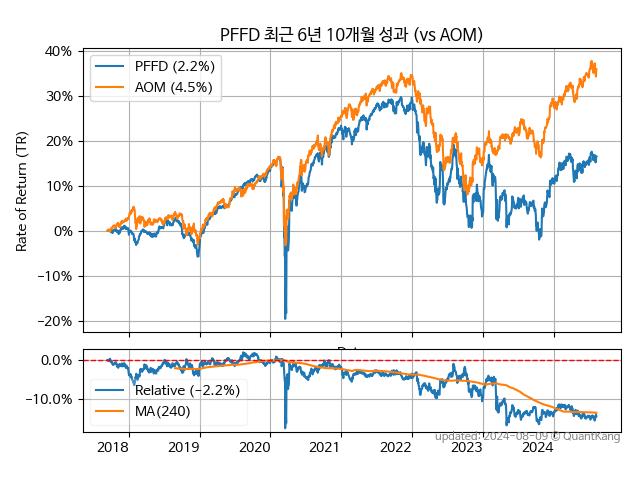 PFFD 최근 6년 10개월 성과 (vs AOM)
PFFD (2.2%)
AOM (4.5%)
Rate of Return (TR)
40%
30%
20%
10%
0%
−10%
−20%
0.0%
−10.0%
Relative (−2.2%)
MA(240)
2018 2019 2020 2021 2022 2023 2024
updated: 2024-08-09 © QuantKang